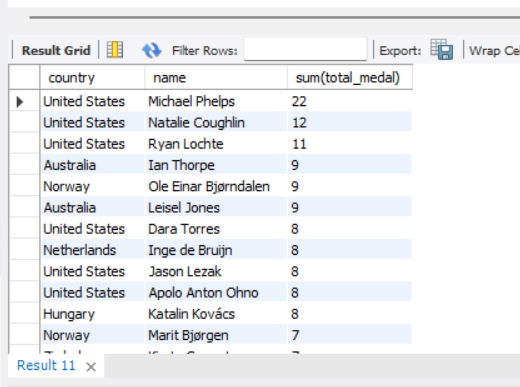 Result Grid Filter Rows: Export: Wrap Ce
country name sum(total_medal)
United States Michael Phelps 22
United States Natalie Coughlin 12
United States Ryan Lochte 11
Australia Ian Thorpe 9
Norway Ole Einar Bjørndalen 9
Australia Leisel Jones 9
United States Dara Torres 8
Netherlands Inge de Bruijn 8
United States Jason Lezak 8
United States Apolo Anton Ohno 8
Hungary Katalin Kovács 8
Norway Marit Bjørgen 7
Result 11